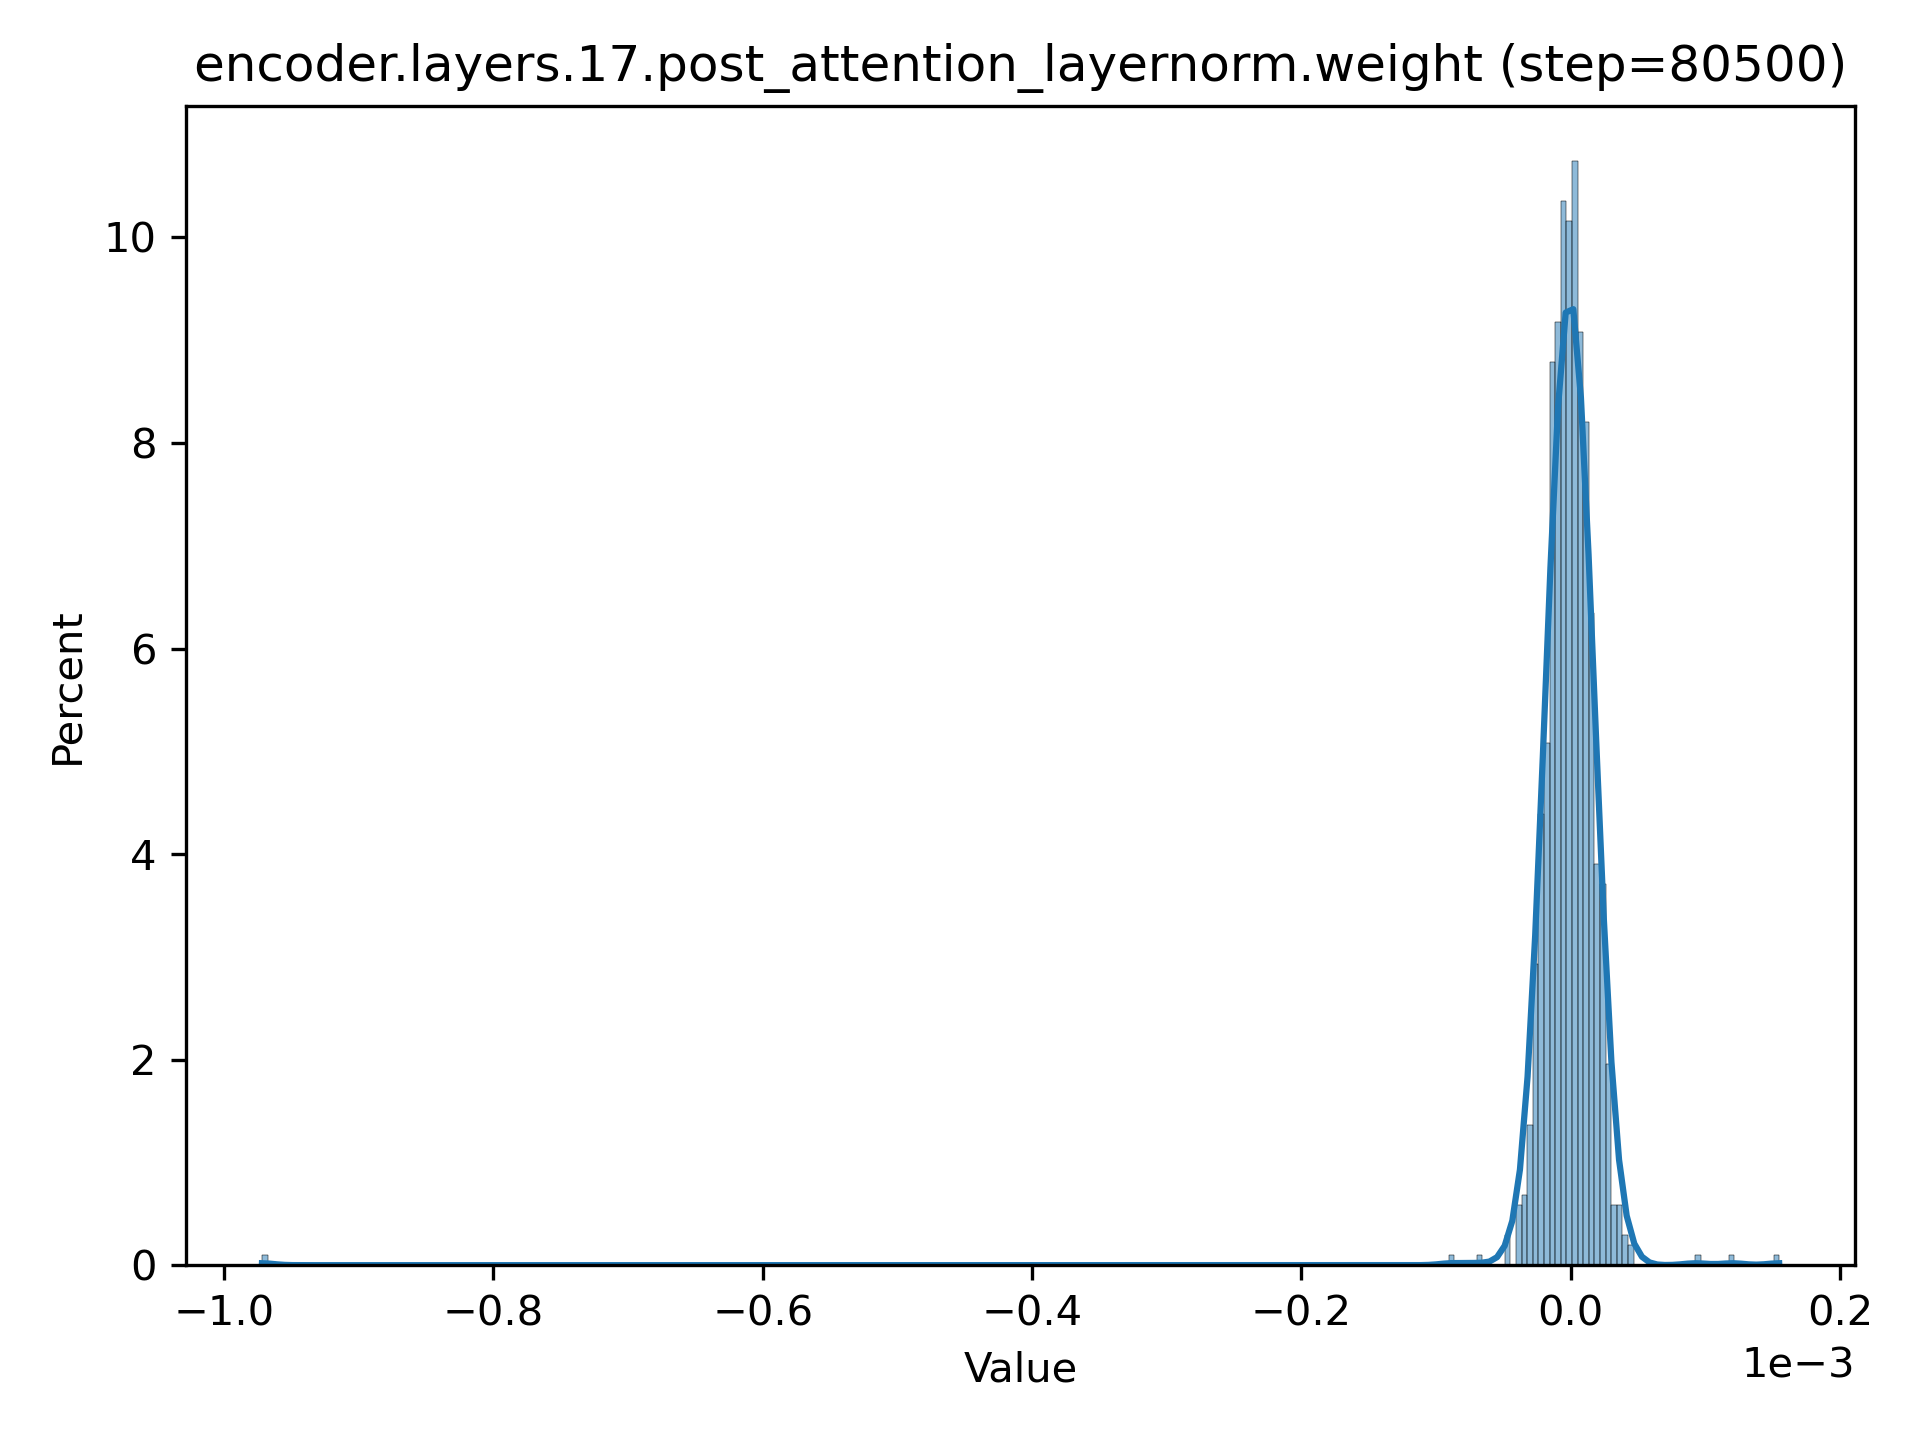 encoder.layers.17.post_attention_layernorm.weight (step=80500)
10
8
6
4
2
0
Percent
−1.0 −0.8 −0.6 −0.4 −0.2 0.0 0.2
1e−3
Value